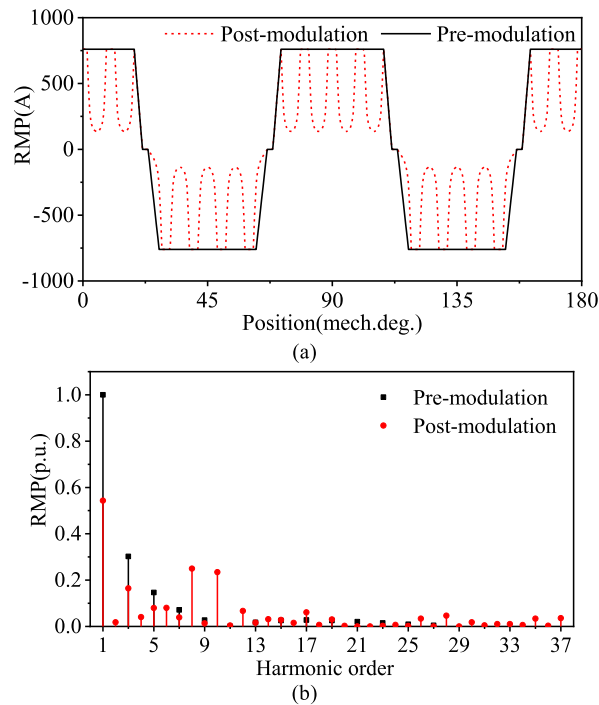 1000
Post-modulation
Pre-modulation
500
0
-500
-1000
RMP(A)
0
45
90
135
180
Position(mech.deg.)
(a)
1.0
0.8
0.6
0.4
0.2
0.0
RMP(p.u.)
Pre-modulation
Post-modulation
1
5
9
13
17
21
25
29
33
37
Harmonic order
(b)